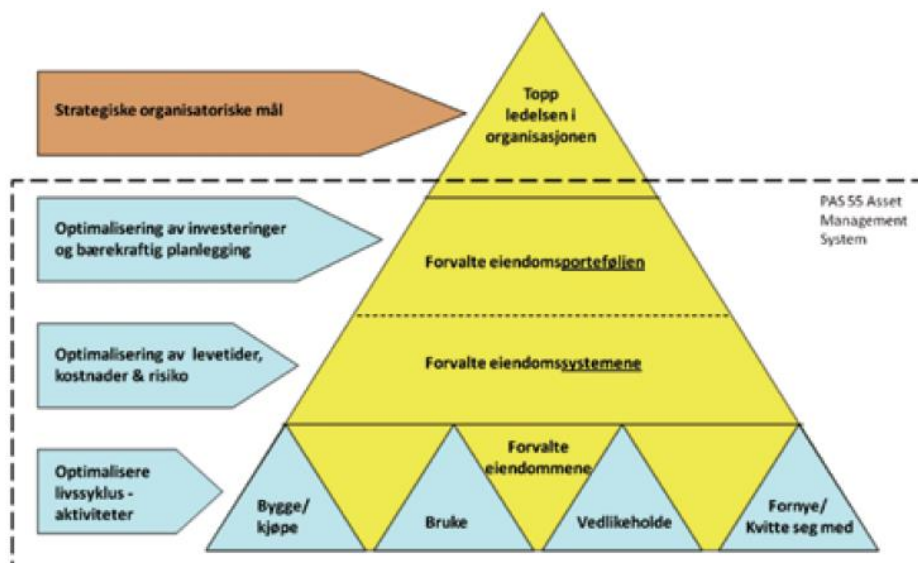 Strategiske organisatoriske mål
Topp
ledelsen i
organisasjonen
PAS 55 Asset
Management
System
Optimalisering av investeringer
og bærekraftig planlegging
Forvalte eiendomsporteføljen
Optimalisering av levetider,
kostnader & risiko
Forvalte eiendomssystemene
Optimalisere
livssyklus -
aktiviteter
Forvalte
eiendommene
Bygge/
kjøpe
Bruke
Vedlikeholde
Fornye/
Kvitte seg med